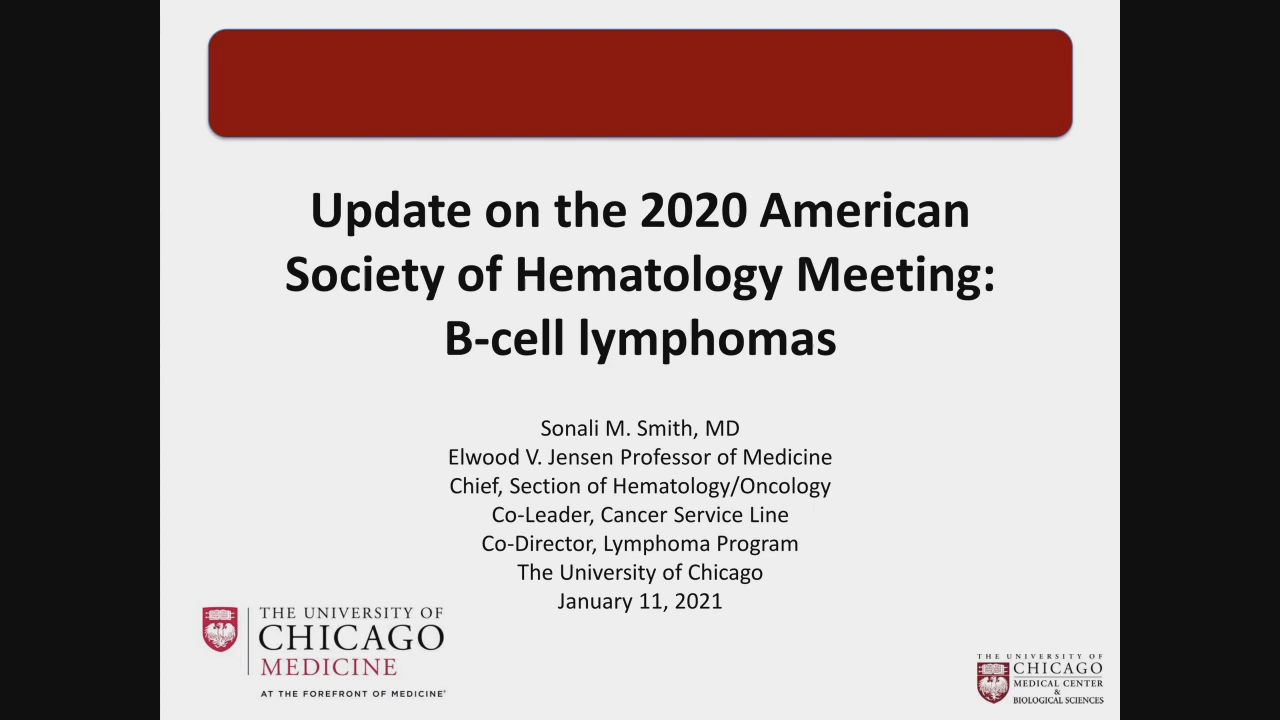 Update on the 2020 American
Society of Hematology Meeting:
B-cell lymphomas
Sonali M. Smith, MD
Elwood V. Jensen Professor of Medicine
Chief, Section of Hematology/Oncology
Co-Leader, Cancer Service Line
Co-Director, Lymphoma Program
The University of Chicago
January 11, 2021
THE UNIVERSITY OF
CHICAGO
MEDICINE
AT THE FOREFRONT OF MEDICINE®
THE UNIVERSITY OF
CHICAGO
MEDICAL CENTER
&
BIOLOGICAL SCIENCES